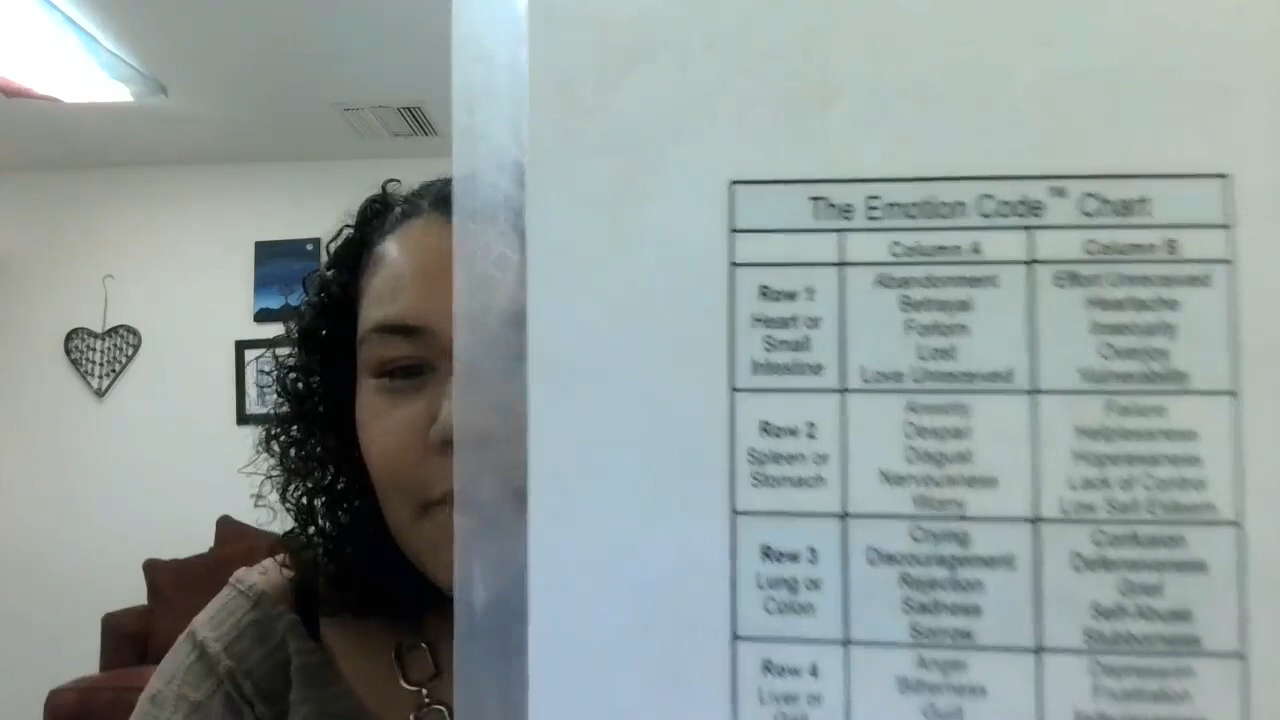 The Emotion Code™ Chart
Column A Column B
Row 1
Heart or
Small
Intestine
Abandonment
Betrayal
Forlorn
Lost
Love Unreceived
Effort Unreceived
Heartache
Insecurity
Overjoy
Vulnerability
Row 2
Spleen or
Stomach
Anxiety
Despair
Disgust
Nervousness
Worry
Failure
Helplessness
Hopelessness
Lack of Control
Low Self-Esteem
Row 3
Lung or
Colon
Crying
Discouragement
Rejection
Sadness
Sorrow
Confusion
Defensiveness
Grief
Self-Abuse
Stubbornness
Row 4
Liver or
Anger
Bitterness
Guilt
Depression
Frustration